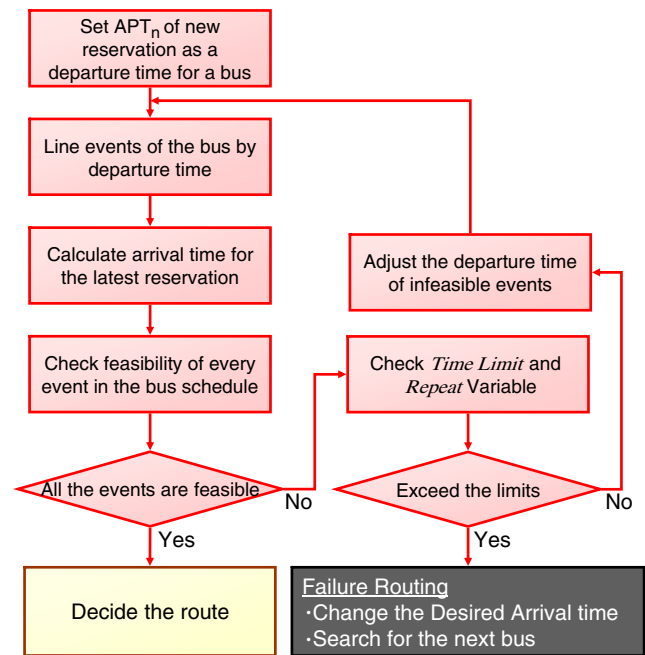 Set APTn of new
reservation as a
departure time for a bus
Line events of the bus by
departure time
Calculate arrival time for
the latest reservation
Check feasibility of every
event in the bus schedule
All the events are feasible
No
Yes
Decide the route
Adjust the departure time
of infeasible events
Check Time Limit and
Repeat Variable
Exceed the limits
No
Yes
Failure Routing
·Change the Desired Arrival time
·Search for the next bus